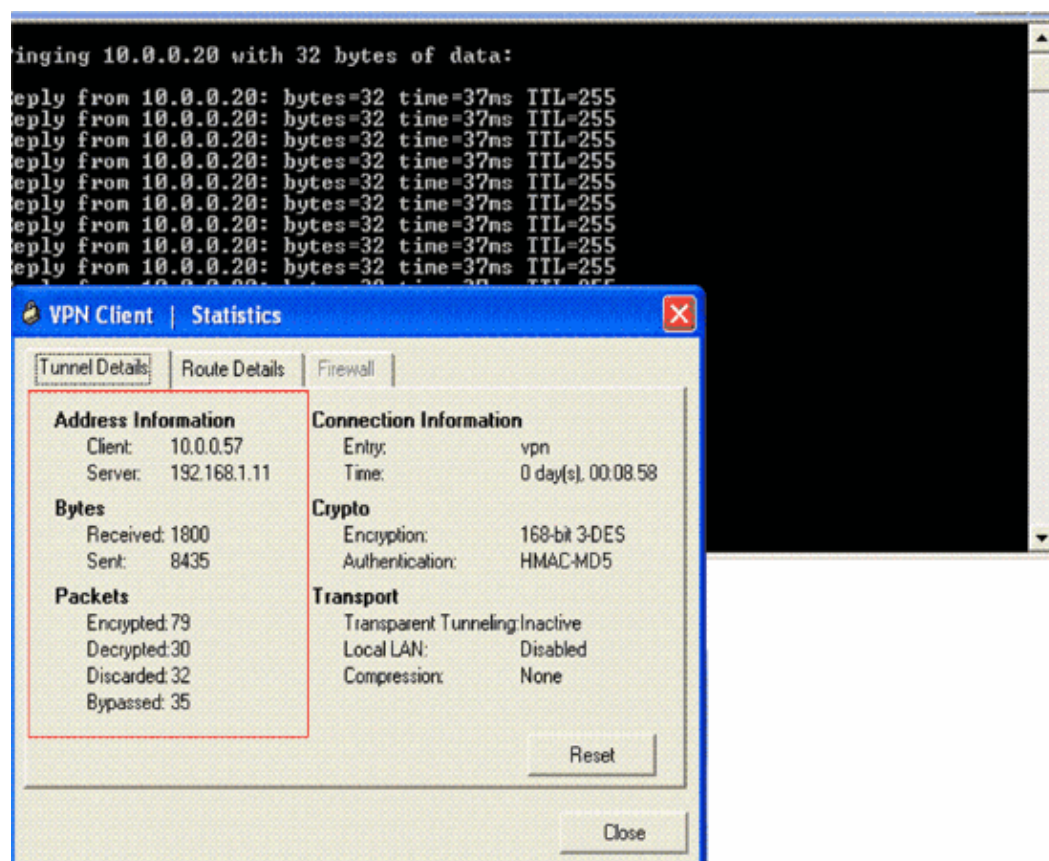 inging 10.0.0.20 with 32 bytes of data:
eply from 10.0.0.20: bytes=32 time=37ms TTL=255
eply from 10.0.0.20: bytes=32 time=37ms TTL=255
eply from 10.0.0.20: bytes=32 time=37ms TTL=255
eply from 10.0.0.20: bytes=32 time=37ms TTL=255
eply from 10.0.0.20: bytes=32 time=37ms TTL=255
eply from 10.0.0.20: bytes=32 time=37ms TTL=255
eply from 10.0.0.20: bytes=32 time=37ms TTL=255
eply from 10.0.0.20: bytes=32 time=37ms TTL=255
eply from 10.0.0.20: bytes=32 time=37ms TTL=255
VPN Client | Statistics
Tunnel Details Route Details Firewall
Address Information
Client: 10.0.0.57
Server: 192.168.1.11
Bytes
Received: 1800
Sent: 8435
Packets
Encrypted: 79
Decrypted: 30
Discarded: 32
Bypassed: 35
Connection Information
Entry: vpn
Time: 0 day(s), 00:08.58
Crypto
Encryption: 168-bit 3-DES
Authentication: HMAC-MD5
Transport
Transparent Tunneling: Inactive
Local LAN: Disabled
Compression: None
Reset
Close